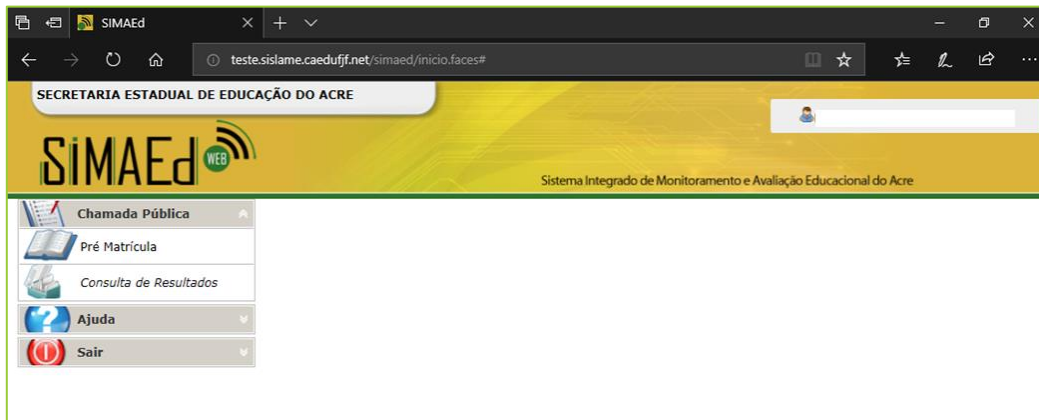 SIMAEd
teste.sislame.caedufjf.net/simaed/inicio.faces#
SECRETARIA ESTADUAL DE EDUCAÇÃO DO ACRE
SiMAEd WEB
Sistema Integrado de Monitoramento e Avaliação Educacional do Acre
Chamada Pública
Pré Matrícula
Consulta de Resultados
Ajuda
Sair